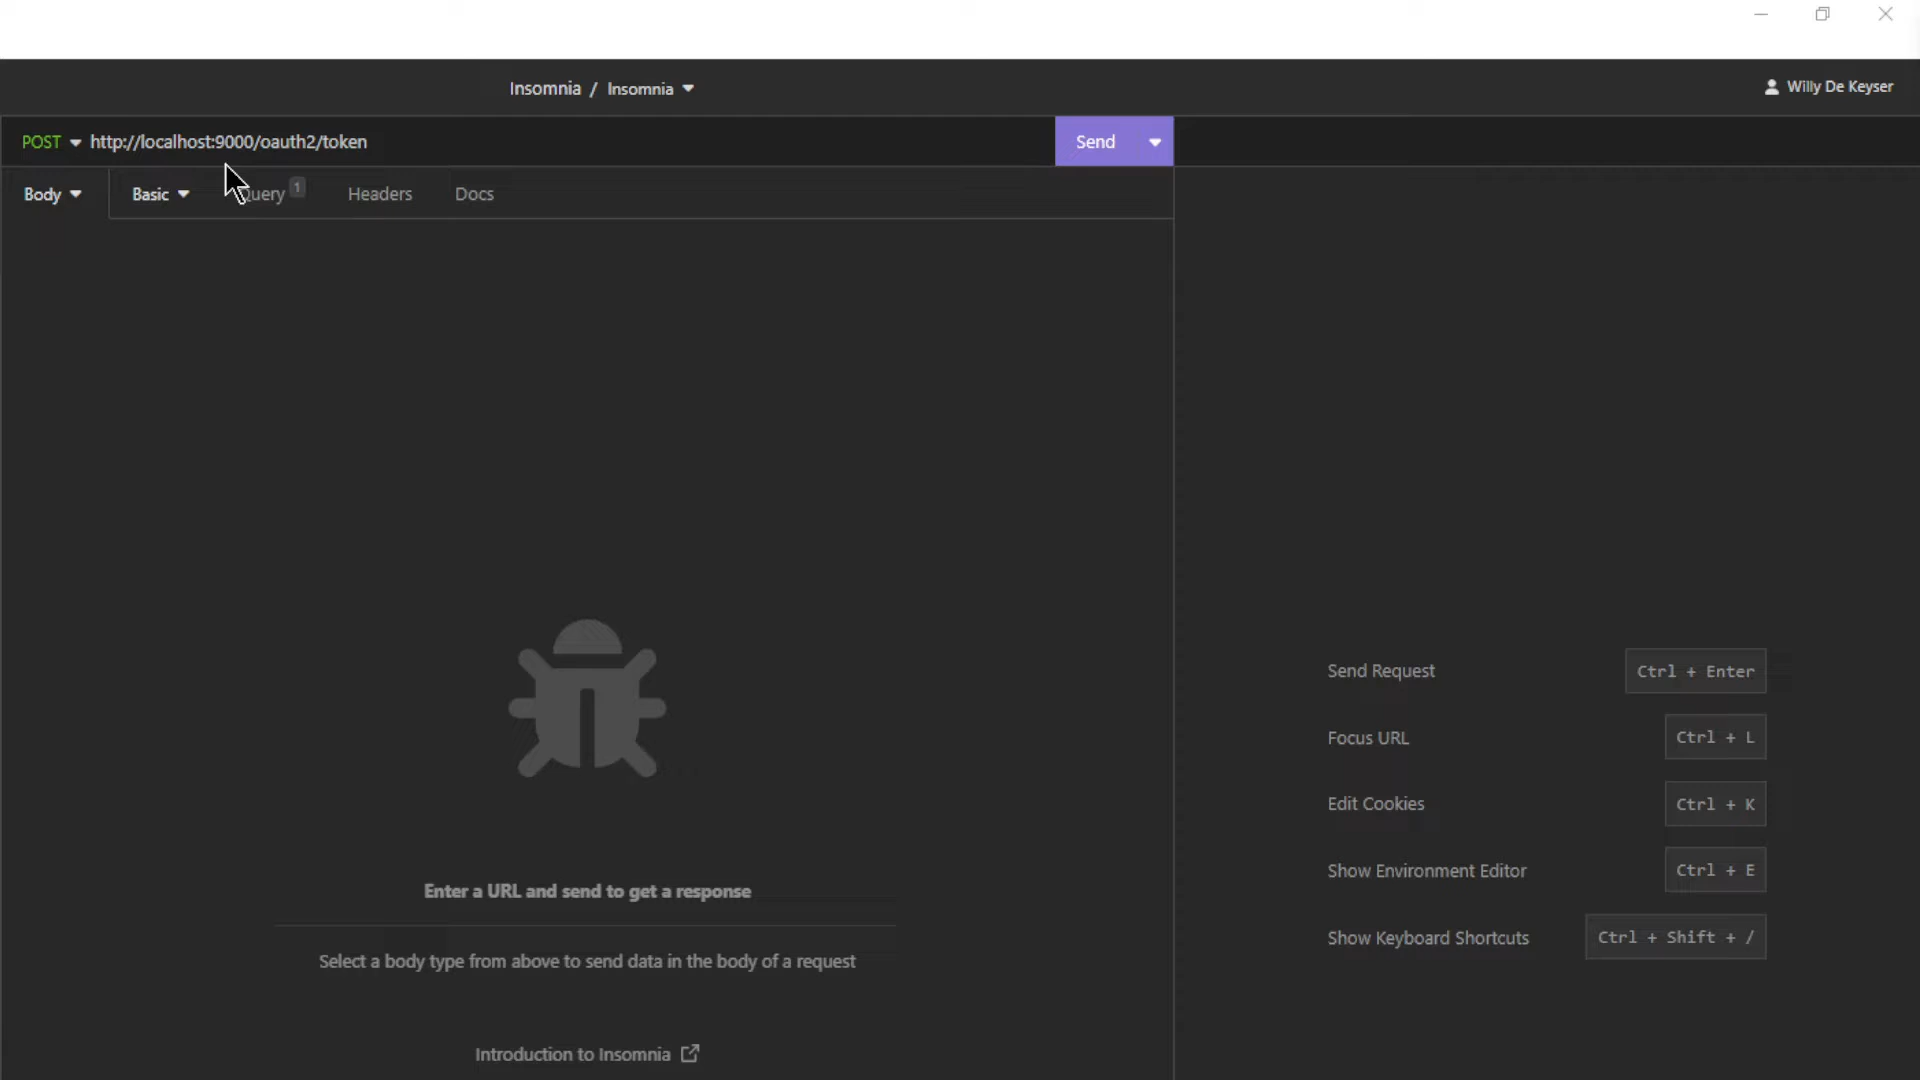 Insomnia / Insomnia
Willy De Keyser
POST http://localhost:9000/oauth2/token
Send
Body
Basic
Query 1
Headers
Docs
Send Request Ctrl + Enter
Focus URL Ctrl + L
Edit Cookies Ctrl + K
Show Environment Editor Ctrl + E
Show Keyboard Shortcuts Ctrl + Shift + /
Enter a URL and send to get a response
Select a body type from above to send data in the body of a request
Introduction to Insomnia